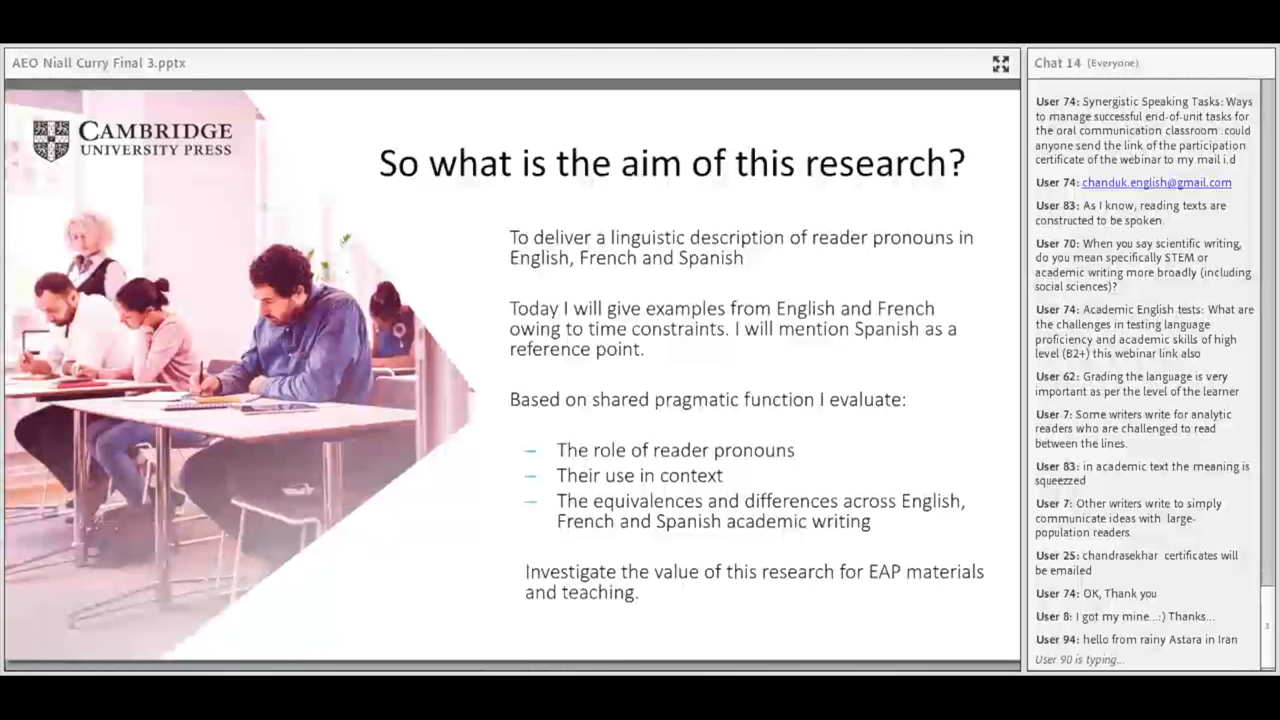 AEO Niall Curry Final 3.pptx
CAMBRIDGE
UNIVERSITY PRESS
So what is the aim of this research?
To deliver a linguistic description of reader pronouns in
English, French and Spanish
Today I will give examples from English and French
owing to time constraints. I will mention Spanish as a
reference point.
Based on shared pragmatic function I evaluate:
– The role of reader pronouns
– Their use in context
– The equivalences and differences across English,
French and Spanish academic writing
Investigate the value of this research for EAP materials
and teaching.
Chat 14 (Everyone)
User 74: Synergistic Speaking Tasks: Ways
to manage successful end-of-unit tasks for
the oral communication classroom .could
anyone send the link of the participation
certificate of the webinar to my mail i.d
User 74: chanduk.english@gmail.com
User 83: As I know, reading texts are
constructed to be spoken.
User 70: When you say scientific writing,
do you mean specifically STEM or
academic writing more broadly (including
social sciences)?
User 74: Academic English tests: What are
the challenges in testing language
proficiency and academic skills of high
level (B2+) this webinar link also
User 62: Grading the language is very
important as per the level of the learner
User 7: Some writers write for analytic
readers who are challenged to read
between the lines.
User 83: in academic text the meaning is
squeezzed
User 7: Other writers write to simply
communicate ideas with large-
population readers.
User 25: chandrasekhar certificates will
be emailed
User 74: OK, Thank you
User 8: I got my mine...:) Thanks...
User 94: hello from rainy Astara in Iran
User 90 is typing...